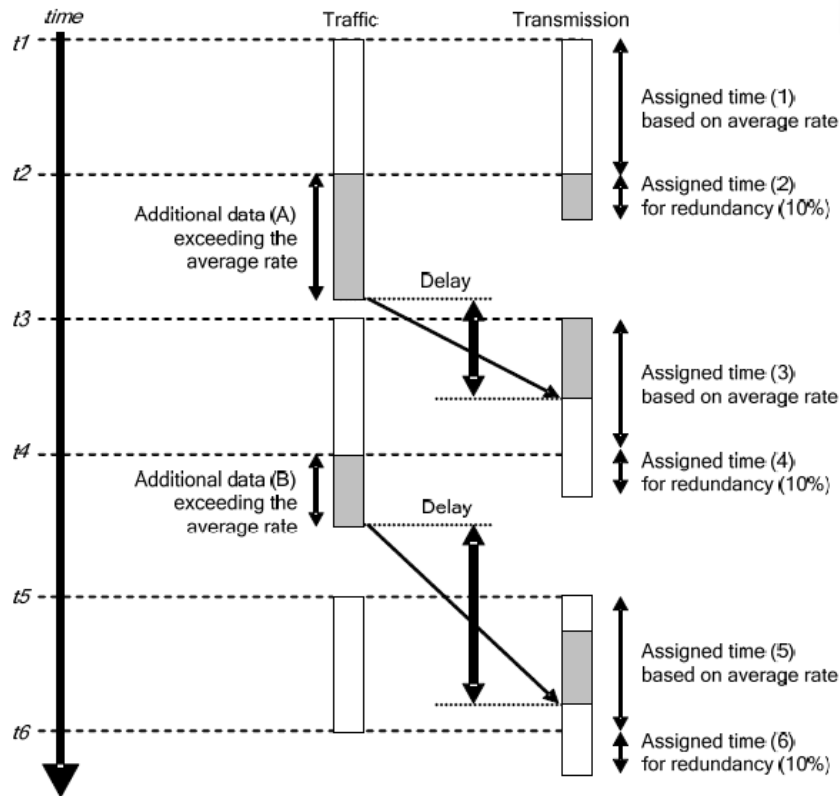 time
Traffic
Transmission
t1
Assigned time (1)
based on average rate
t2
Assigned time (2)
for redundancy (10%)
Additional data (A)
exceeding the
average rate
Delay
t3
Assigned time (3)
based on average rate
t4
Assigned time (4)
for redundancy (10%)
Additional data (B)
exceeding the
average rate
Delay
t5
Assigned time (5)
based on average rate
t6
Assigned time (6)
for redundancy (10%)